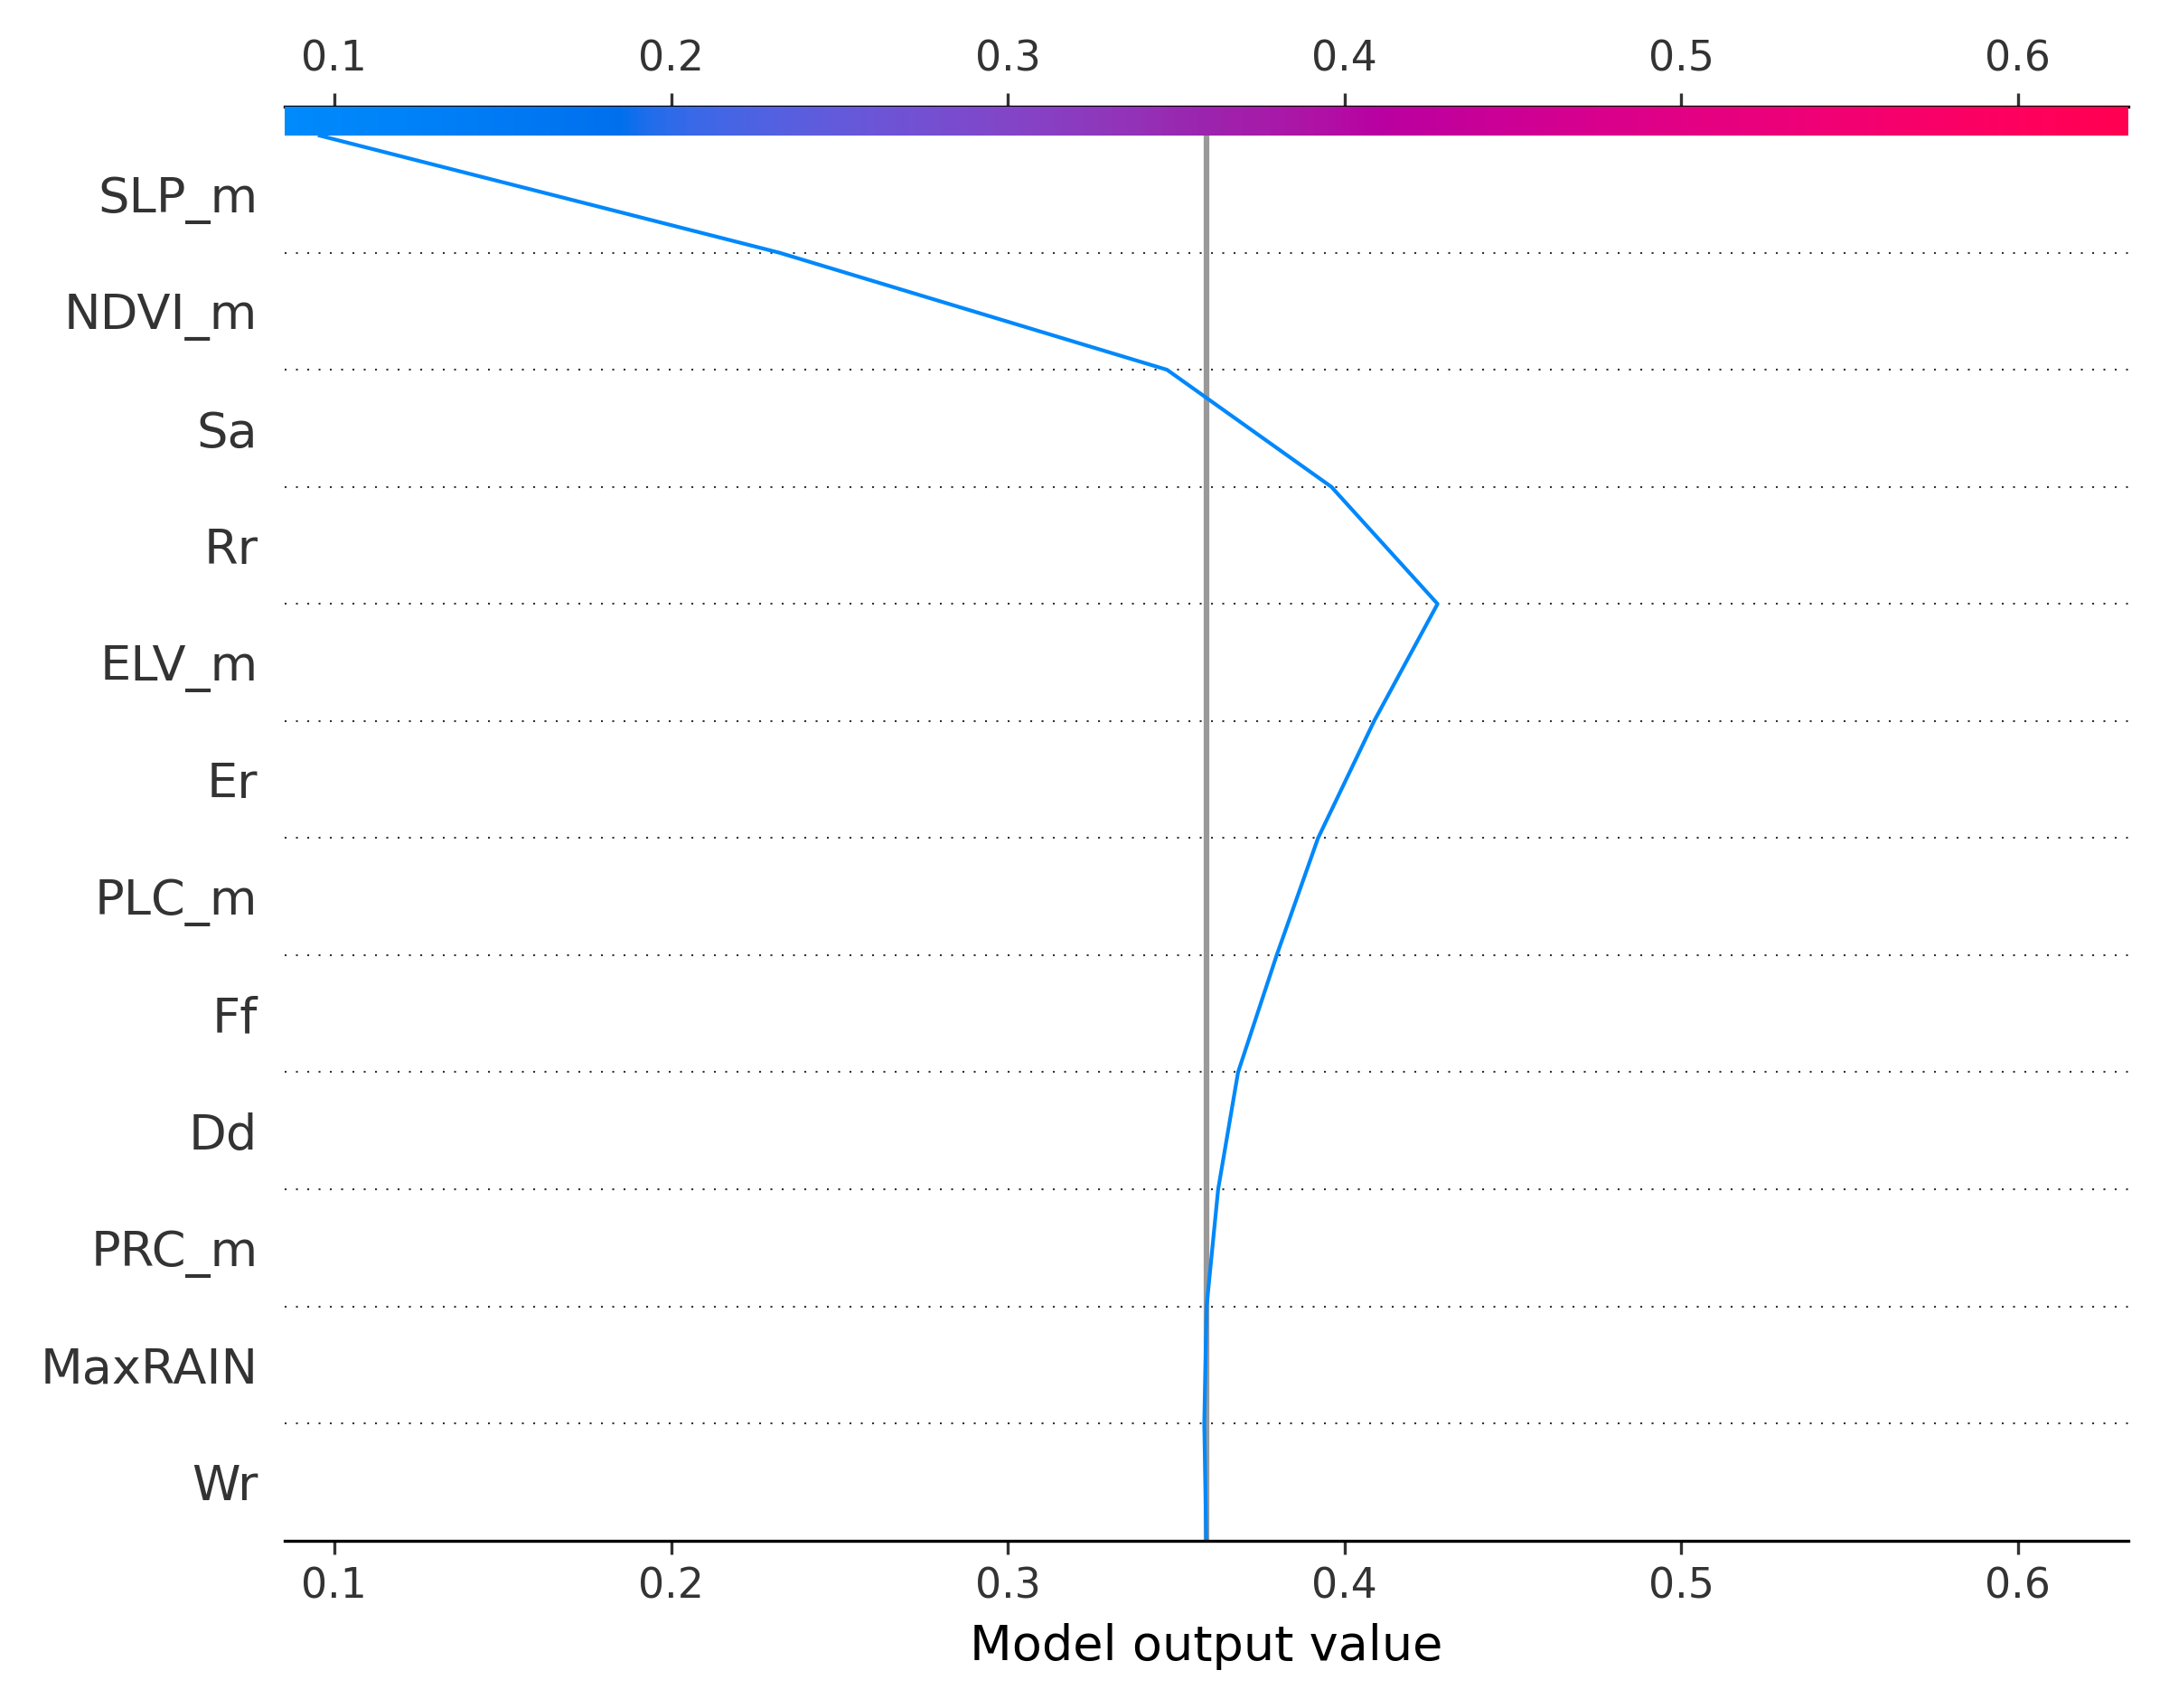 0.1 0.2 0.3 0.4 0.5 0.6
SLP_m
NDVI_m
Sa
Rr
ELV_m
Er
PLC_m
Ff
Dd
PRC_m
MaxRAIN
Wr
0.1 0.2 0.3 0.4 0.5 0.6
Model output value